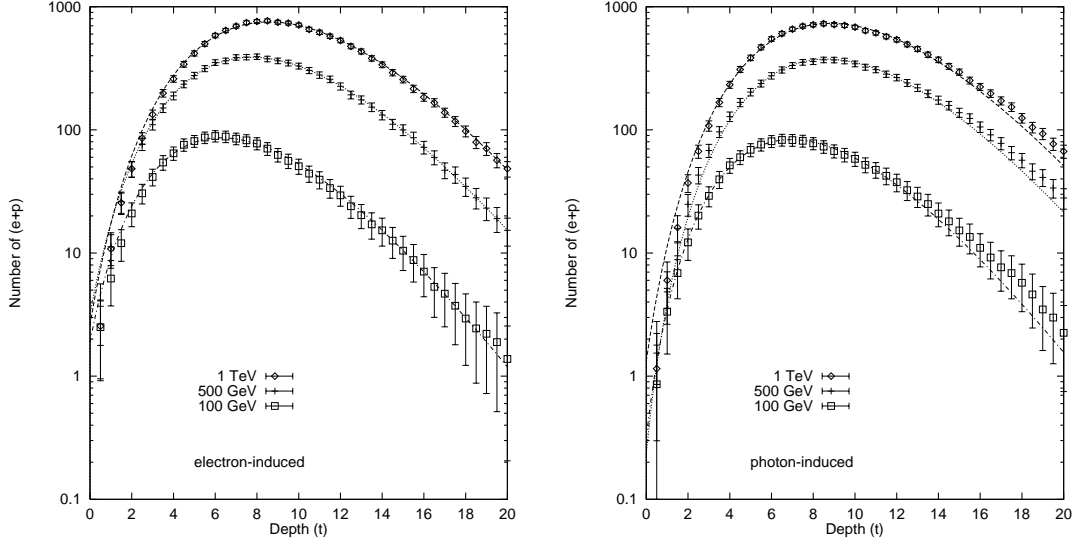 1000
100
10
1
0.1
Number of (e+p)
1 TeV
500 GeV
100 GeV
electron-induced
0 2 4 6 8 10 12 14 16 18 20
Depth (t)
1000
100
10
1
0.1
Number of (e+p)
1 TeV
500 GeV
100 GeV
photon-induced
0 2 4 6 8 10 12 14 16 18 20
Depth (t)